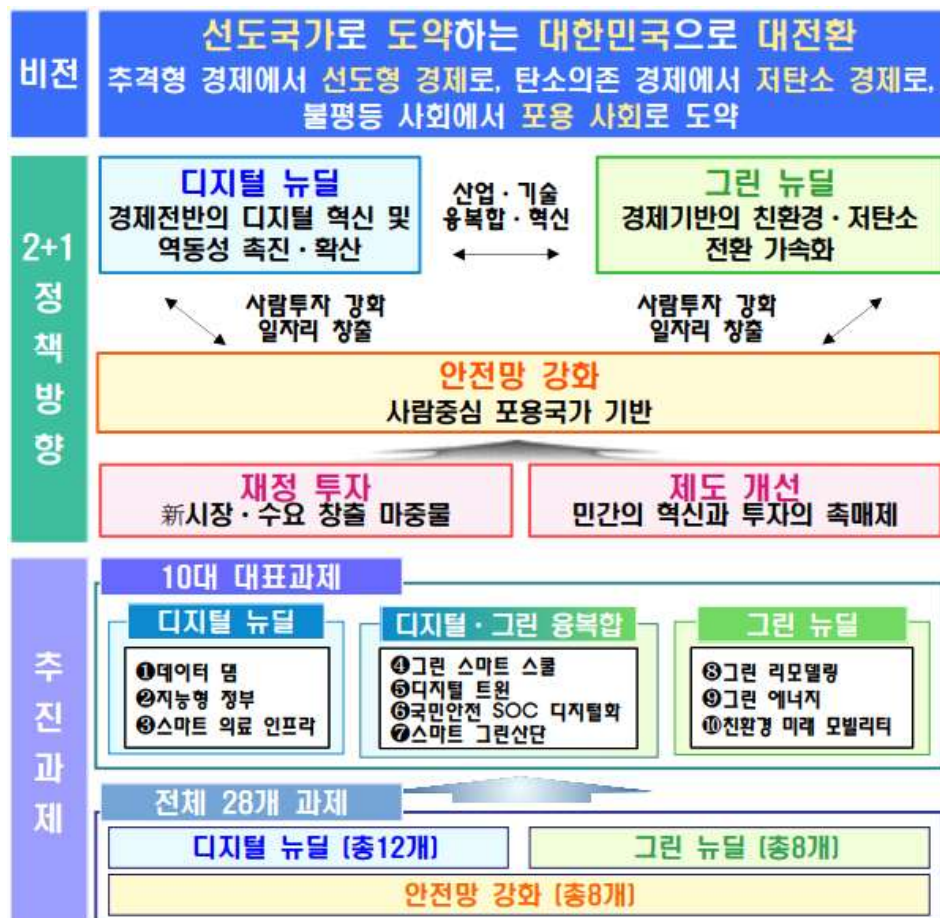 비전
선도국가로 도약하는 대한민국으로 대전환
추격형 경제에서 선도형 경제로, 탄소의존 경제에서 저탄소 경제로,
불평등 사회에서 포용 사회로 도약
2+1
정
책
방
향
디지털 뉴딜
경제전반의 디지털 혁신 및
역동성 촉진·확산
산업·기술
융복합·혁신
그린 뉴딜
경제기반의 친환경·저탄소
전환 가속화
사람투자 강화
일자리 창출
사람투자 강화
일자리 창출
안전망 강화
사람중심 포용국가 기반
재정 투자
新시장·수요 창출 마중물
제도 개선
민간의 혁신과 투자의 촉매제
추
진
과
제
10대 대표과제
디지털 뉴딜
❶데이터 댐
❷지능형 정부
❸스마트 의료 인프라
디지털·그린 융복합
❹그린 스마트 스쿨
❺디지털 트윈
❻국민안전 SOC 디지털화
❼스마트 그린산단
그린 뉴딜
❽그린 리모델링
❾그린 에너지
❿친환경 미래 모빌리티
전체 28개 과제
디지털 뉴딜 (총12개)
그린 뉴딜 (총8개)
안전망 강화 (총8개)